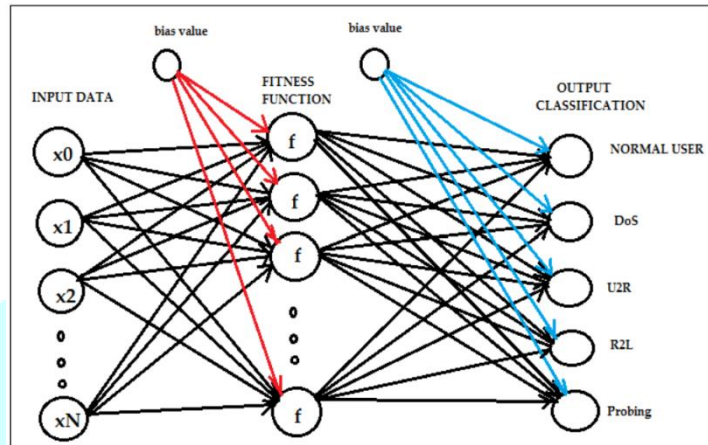 bias value
bias value
INPUT DATA
FITNESS
FUNCTION
OUTPUT
CLASSIFICATION
x0
f
NORMAL USER
x1
f
DoS
x2
f
U2R
R2L
xN
f
Probing